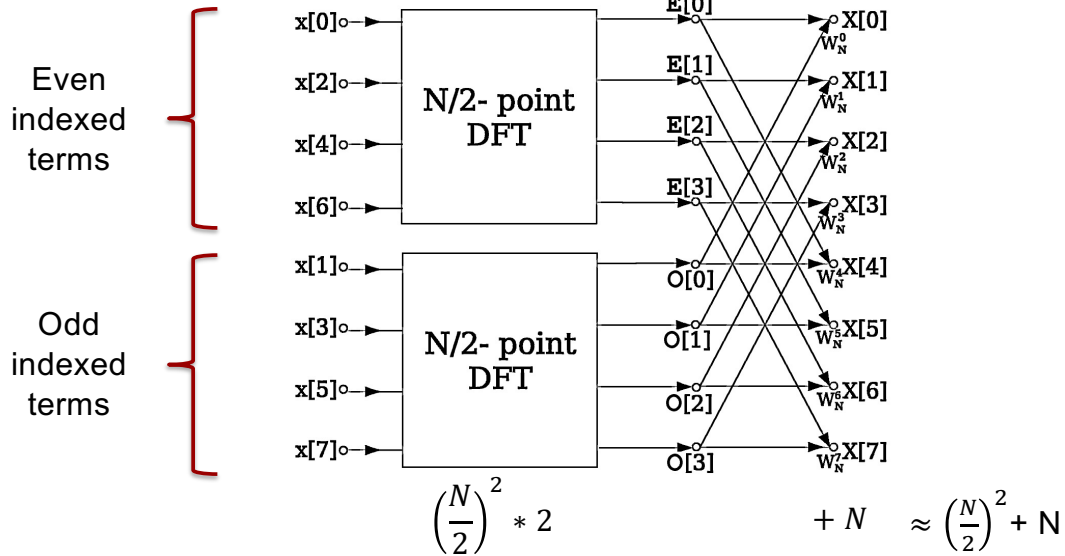 Even
indexed
terms
x[0]
x[2]
x[4]
x[6]
N/2- point
DFT
E[0]
E[1]
E[2]
E[3]
X[0]
W_N^0
X[1]
W_N^1
X[2]
W_N^2
X[3]
W_N^3
Odd
indexed
terms
x[1]
x[3]
x[5]
x[7]
N/2- point
DFT
O[0]
O[1]
O[2]
O[3]
W_N^4 X[4]
W_N^5 X[5]
W_N^6 X[6]
W_N^7 X[7]
(N/2)^2 * 2 + N ≈ (N/2)^2 + N